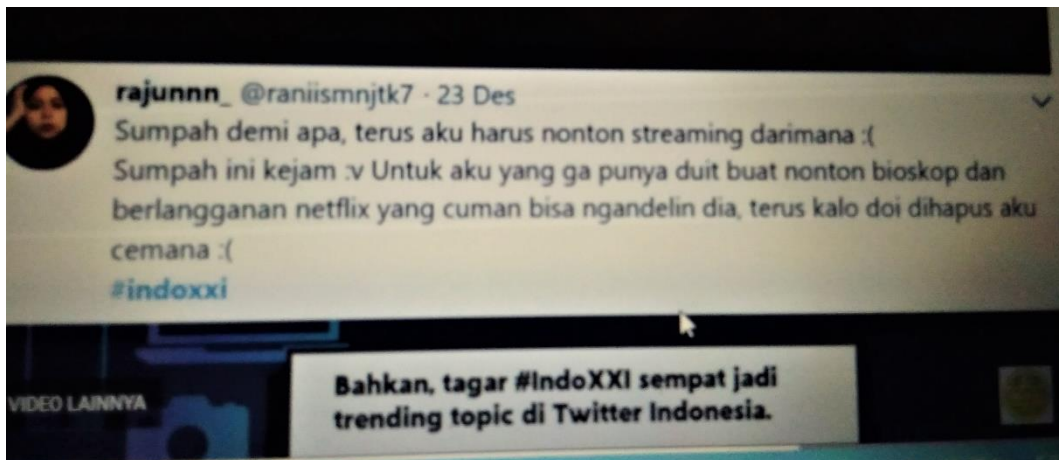 rajunnn_ @raniismnjtk7 · 23 Des
Sumpah demi apa, terus aku harus nonton streaming darimana :(
Sumpah ini kejam :v Untuk aku yang ga punya duit buat nonton bioskop dan
berlangganan netflix yang cuman bisa ngandelin dia, terus kalo doi dihapus aku
cemana :(
#indoxxi
Bahkan, tagar #IndoXXI sempat jadi
trending topic di Twitter Indonesia.
VIDEO LAINNYA